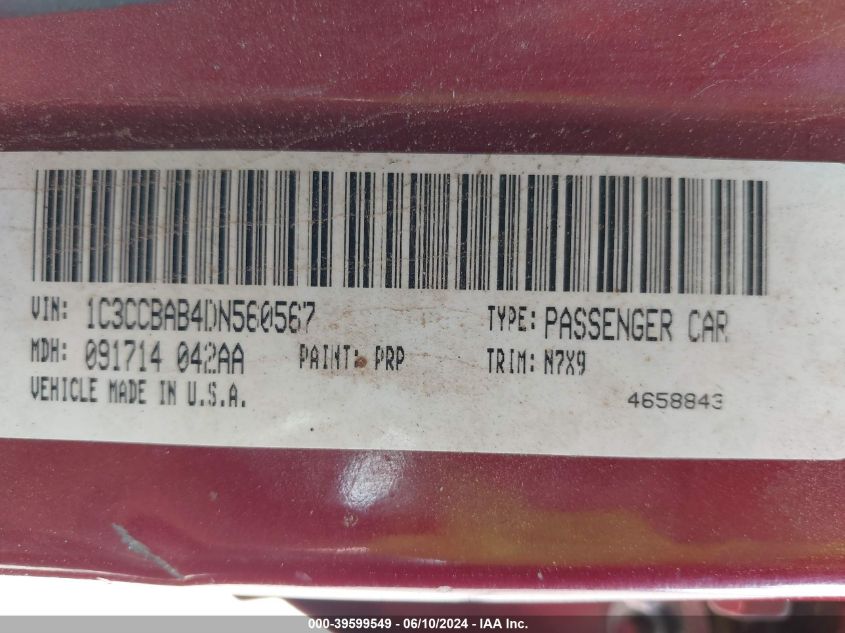 VIN: 1C3CCBAB4DN560567 TYPE: PASSENGER CAR
MDH: 091714 042AA PAINT: PRP TRIM: N7X9
VEHICLE MADE IN U.S.A. 4658843
000-39599549 - 06/10/2024 - IAA Inc.